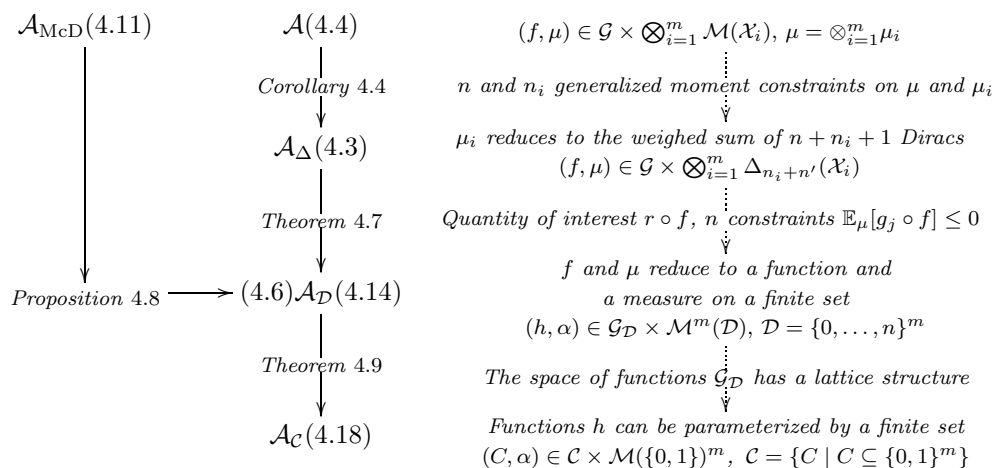 𝒜_McD(4.11) 𝒜(4.4) (f, μ) ∈ 𝒢 × ⨂_{i=1}^m ℳ(𝒳_i), μ = ⊗_{i=1}^m μ_i
Corollary 4.4 n and n_i generalized moment constraints on μ and μ_i
𝒜_Δ(4.3) μ_i reduces to the weighed sum of n + n_i + 1 Diracs
(f, μ) ∈ 𝒢 × ⨂_{i=1}^m Δ_{n_i+n′}(𝒳_i)
Theorem 4.7 Quantity of interest r ∘ f, n constraints 𝔼_μ[g_j ∘ f] ≤ 0
f and μ reduce to a function and
Proposition 4.8 (4.6)𝒜_𝒟(4.14) a measure on a finite set
(h, α) ∈ 𝒢_𝒟 × ℳ^m(𝒟), 𝒟 = {0, . . . , n}^m
Theorem 4.9 The space of functions 𝒢_𝒟 has a lattice structure
𝒜_𝒞(4.18) Functions h can be parameterized by a finite set
(C, α) ∈ 𝒞 × ℳ({0, 1})^m, 𝒞 = {C | C ⊆ {0, 1}^m}